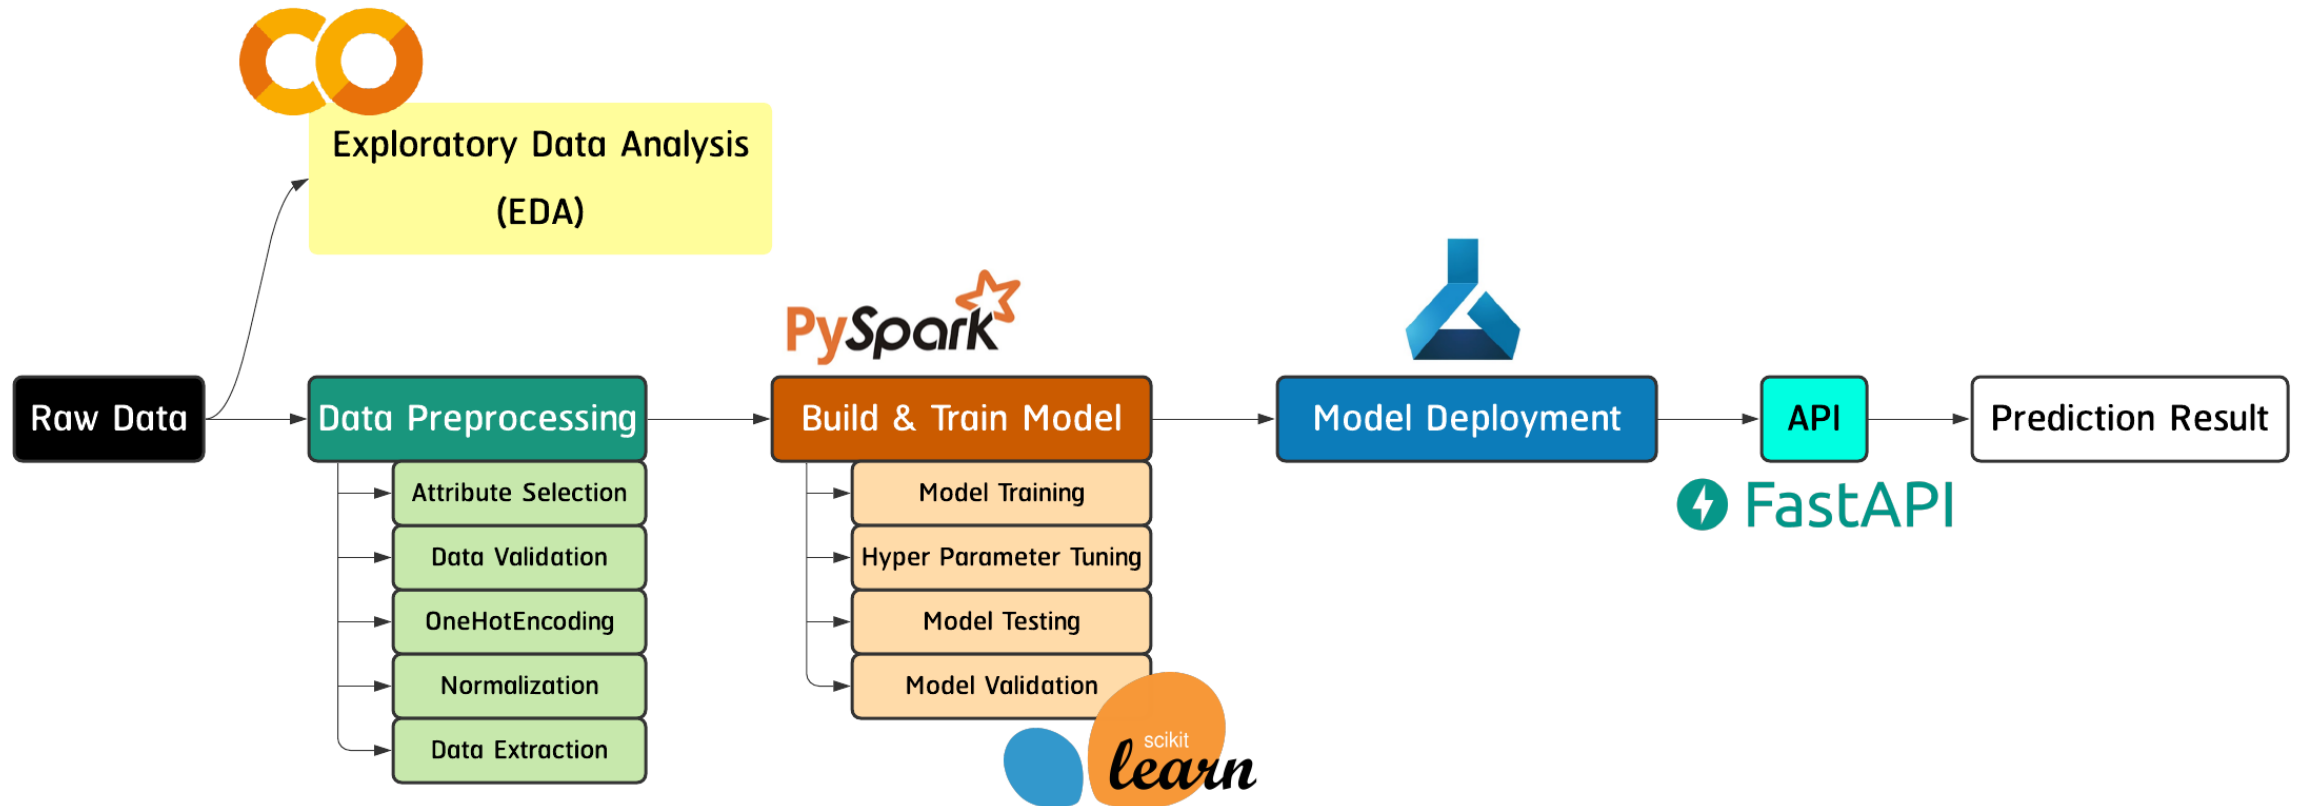 Exploratory Data Analysis
(EDA)
PySpark
Raw Data
Data Preprocessing
Build & Train Model
Model Deployment
API
Prediction Result
Attribute Selection
Data Validation
OneHotEncoding
Normalization
Data Extraction
Model Training
Hyper Parameter Tuning
Model Testing
Model Validation
FastAPI
scikit
learn